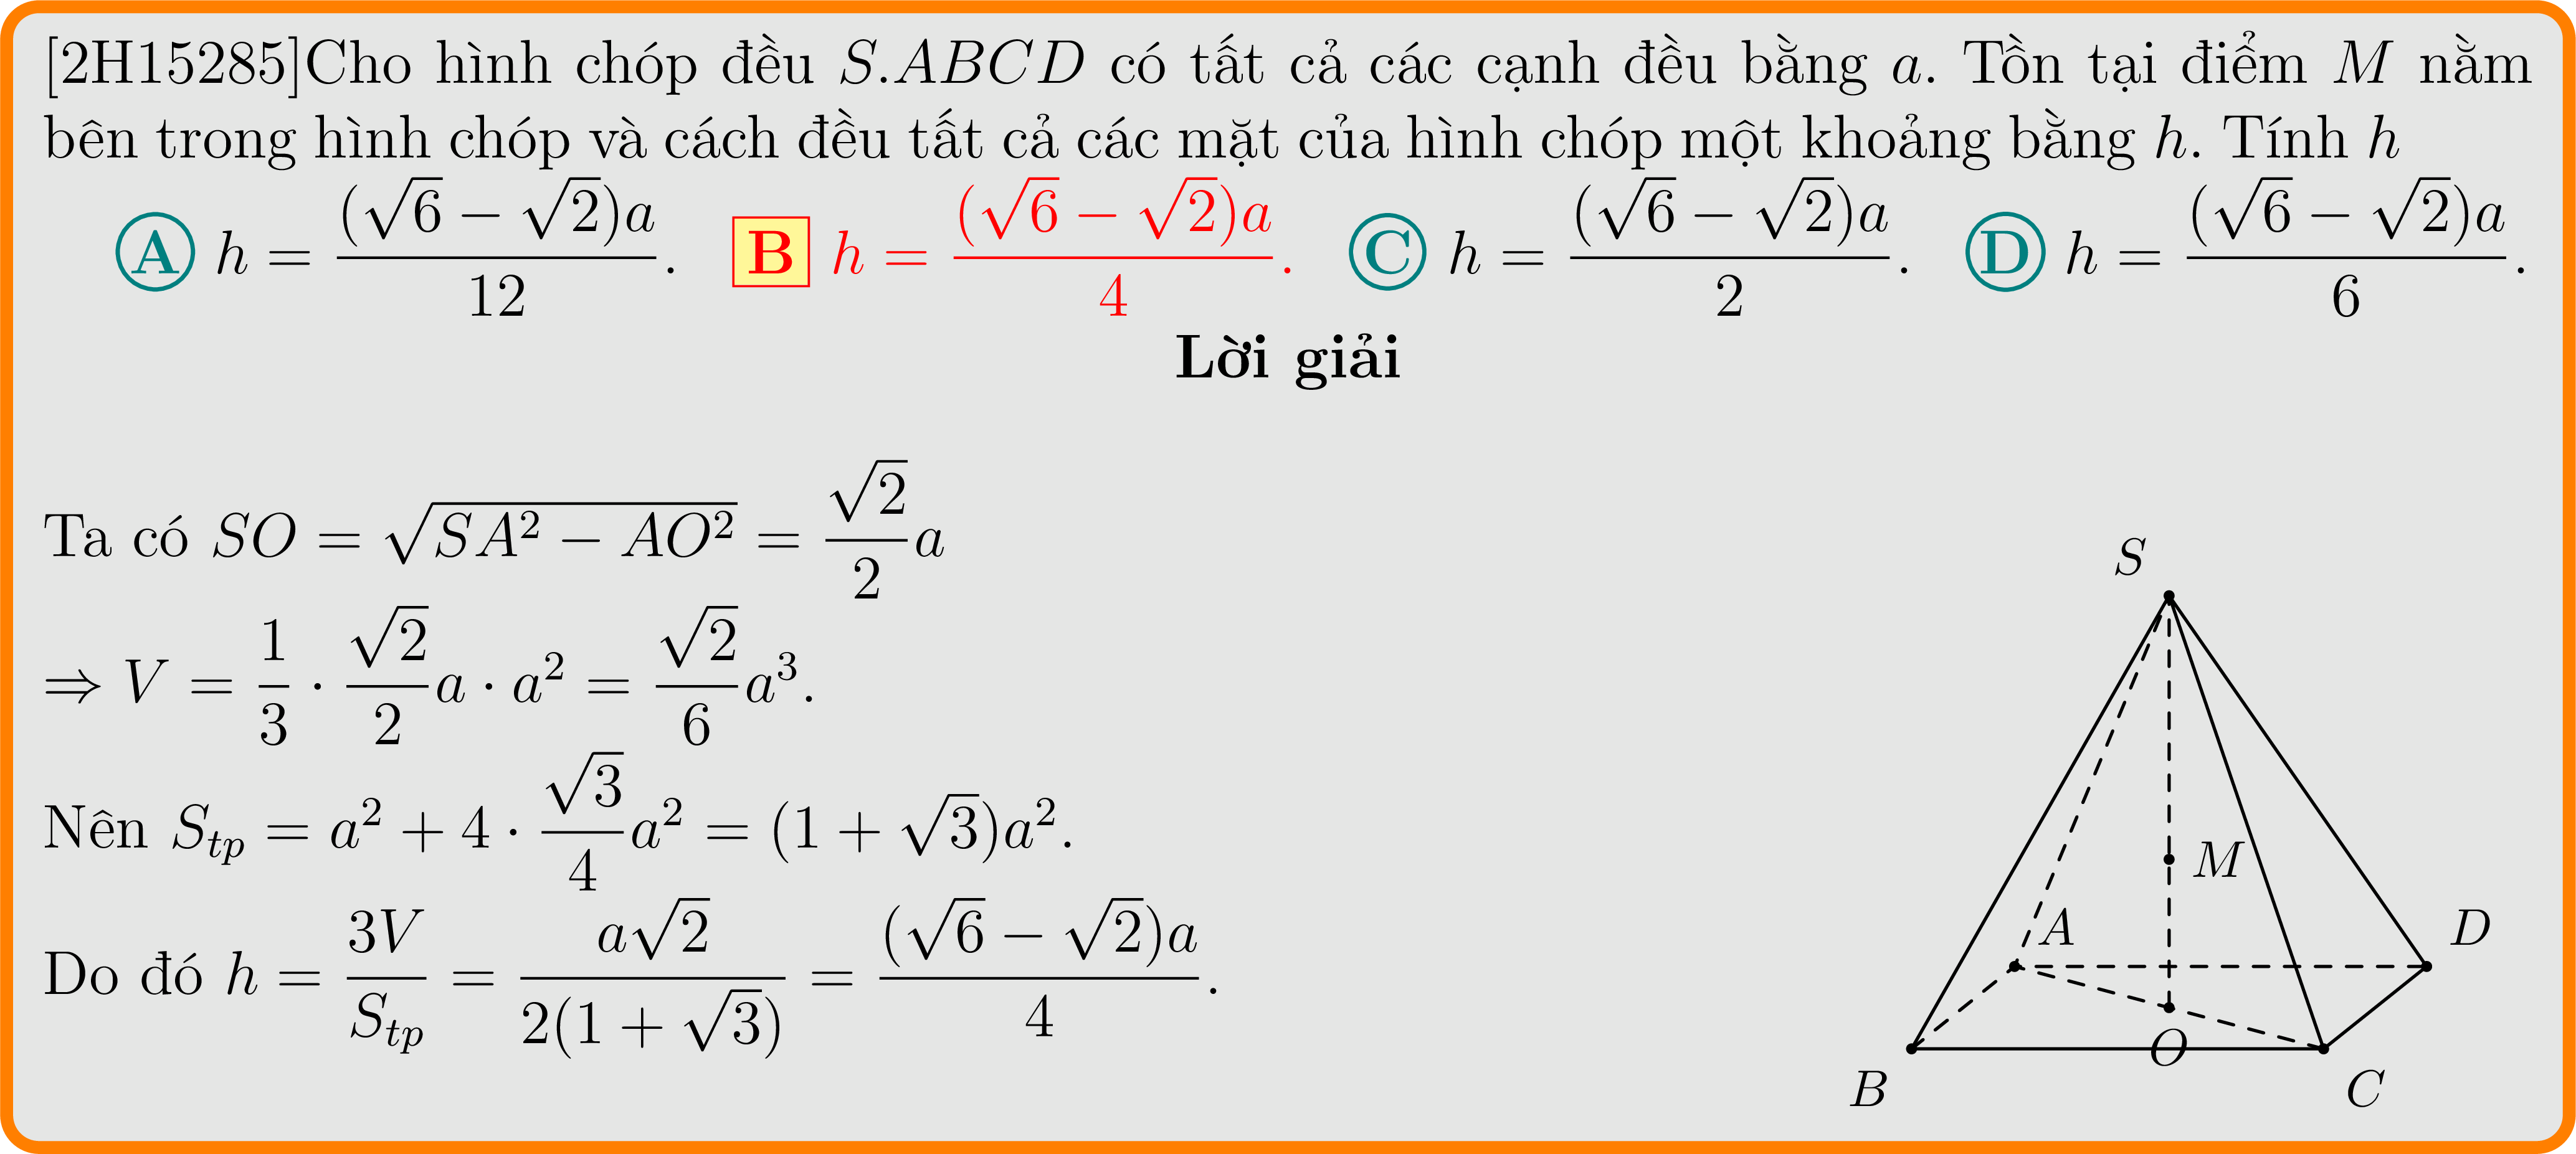 [2H15285]Cho hình chóp đều S.ABCD có tất cả các cạnh đều bằng a. Tồn tại điểm M nằm
bên trong hình chóp và cách đều tất cả các mặt của hình chóp một khoảng bằng h. Tính h
A h = \frac{(\sqrt{6} - \sqrt{2})a}{12}. B h = \frac{(\sqrt{6} - \sqrt{2})a}{4}. C h = \frac{(\sqrt{6} - \sqrt{2})a}{2}. D h = \frac{(\sqrt{6} - \sqrt{2})a}{6}.
Lời giải
Ta có SO = \sqrt{SA^2 - AO^2} = \frac{\sqrt{2}}{2}a
⇒ V = \frac{1}{3} · \frac{\sqrt{2}}{2}a · a^2 = \frac{\sqrt{2}}{6}a^3.
Nên S_{tp} = a^2 + 4 · \frac{\sqrt{3}}{4}a^2 = (1 + \sqrt{3})a^2.
Do đó h = \frac{3V}{S_{tp}} = \frac{a\sqrt{2}}{2(1 + \sqrt{3})} = \frac{(\sqrt{6} - \sqrt{2})a}{4}.
S
M
A
D
O
B
C